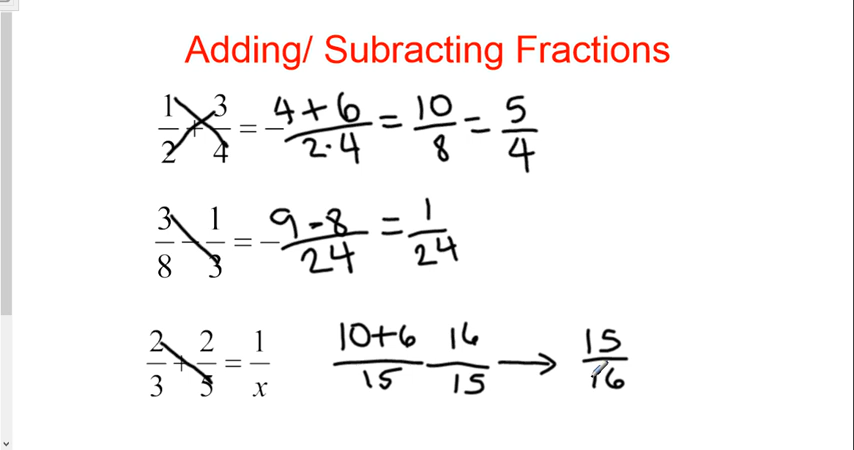 Adding/ Subracting Fractions
1/2 + 3/4 = (4+6)/(2·4) = 10/8 = 5/4
3/8 − 1/3 = (9-8)/24 = 1/24
2/3 + 2/5 = 1/x (10+6)/15 16/15 → 15/16